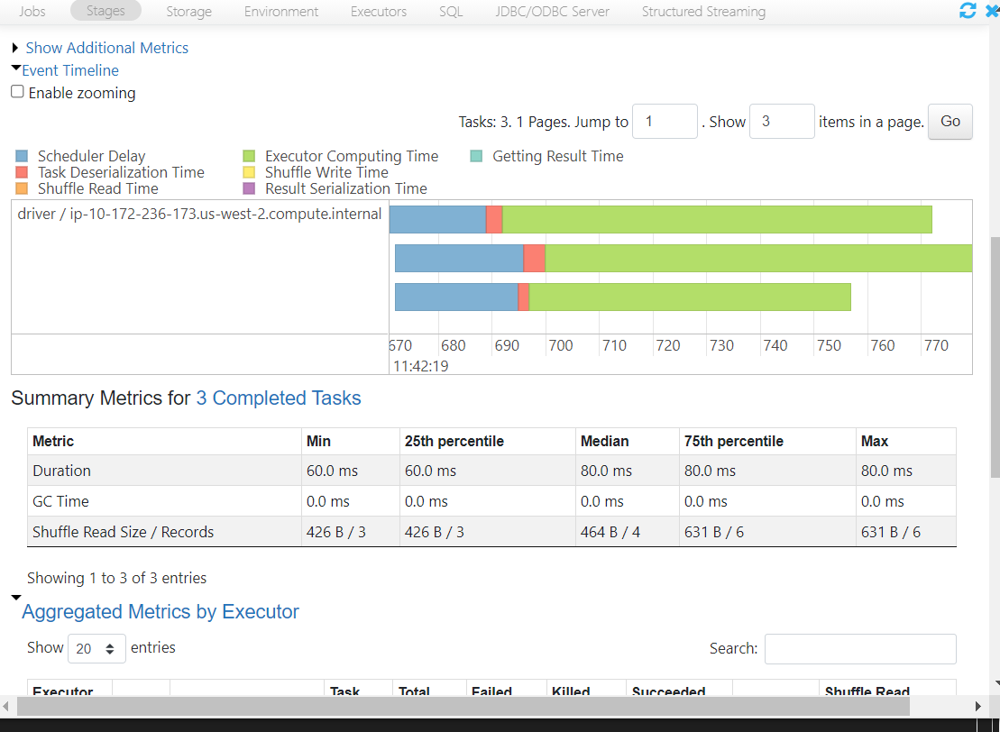 Jobs Stages Storage Environment Executors SQL JDBC/ODBC Server Structured Streaming
Show Additional Metrics
Event Timeline
Enable zooming
Tasks: 3. 1 Pages. Jump to 1 . Show 3 items in a page. Go
Scheduler Delay Executor Computing Time Getting Result Time
Task Deserialization Time Shuffle Write Time
Shuffle Read Time Result Serialization Time
driver / ip-10-172-236-173.us-west-2.compute.internal
670 680 690 700 710 720 730 740 750 760 770
11:42:19
Summary Metrics for 3 Completed Tasks
Metric Min 25th percentile Median 75th percentile Max
Duration 60.0 ms 60.0 ms 80.0 ms 80.0 ms 80.0 ms
GC Time 0.0 ms 0.0 ms 0.0 ms 0.0 ms 0.0 ms
Shuffle Read Size / Records 426 B / 3 426 B / 3 464 B / 4 631 B / 6 631 B / 6
Showing 1 to 3 of 3 entries
Aggregated Metrics by Executor
Show 20 entries Search:
Executor Task Total Failed Killed Succeeded Shuffle Read